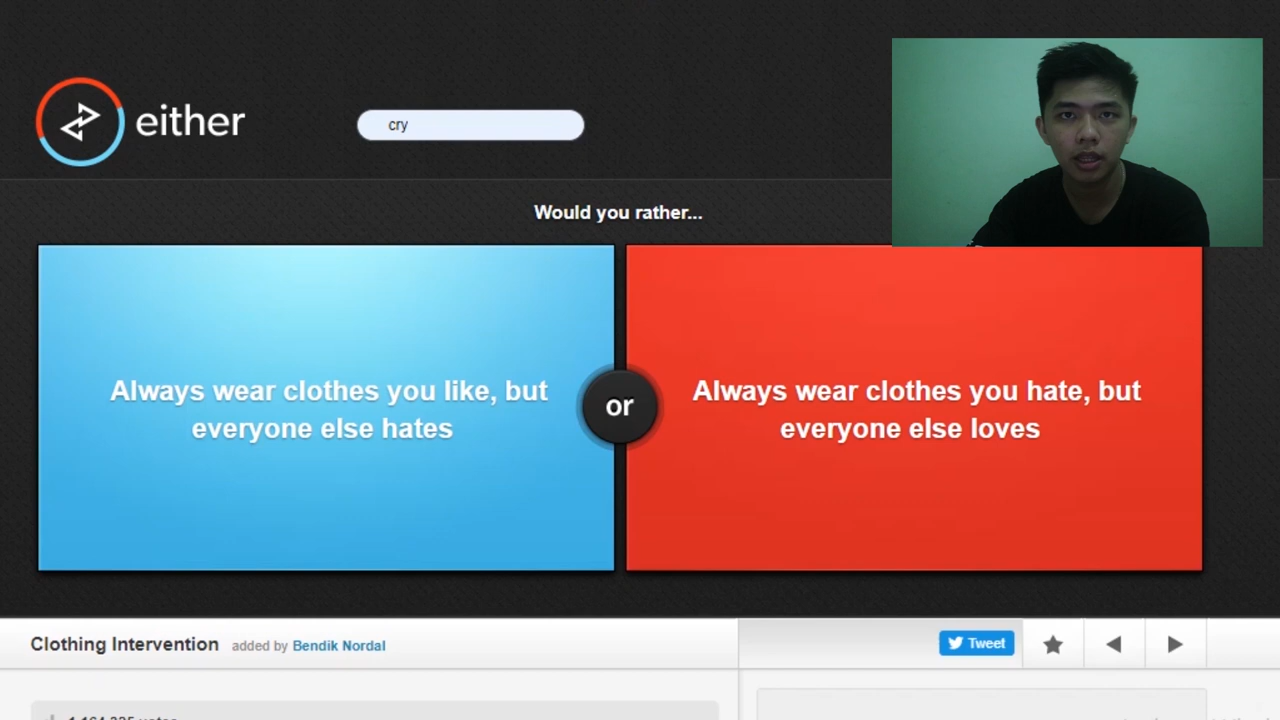 either
cry
Would you rather...
Always wear clothes you like, but
everyone else hates
or
Always wear clothes you hate, but
everyone else loves
Clothing Intervention added by Bendik Nordal
Tweet